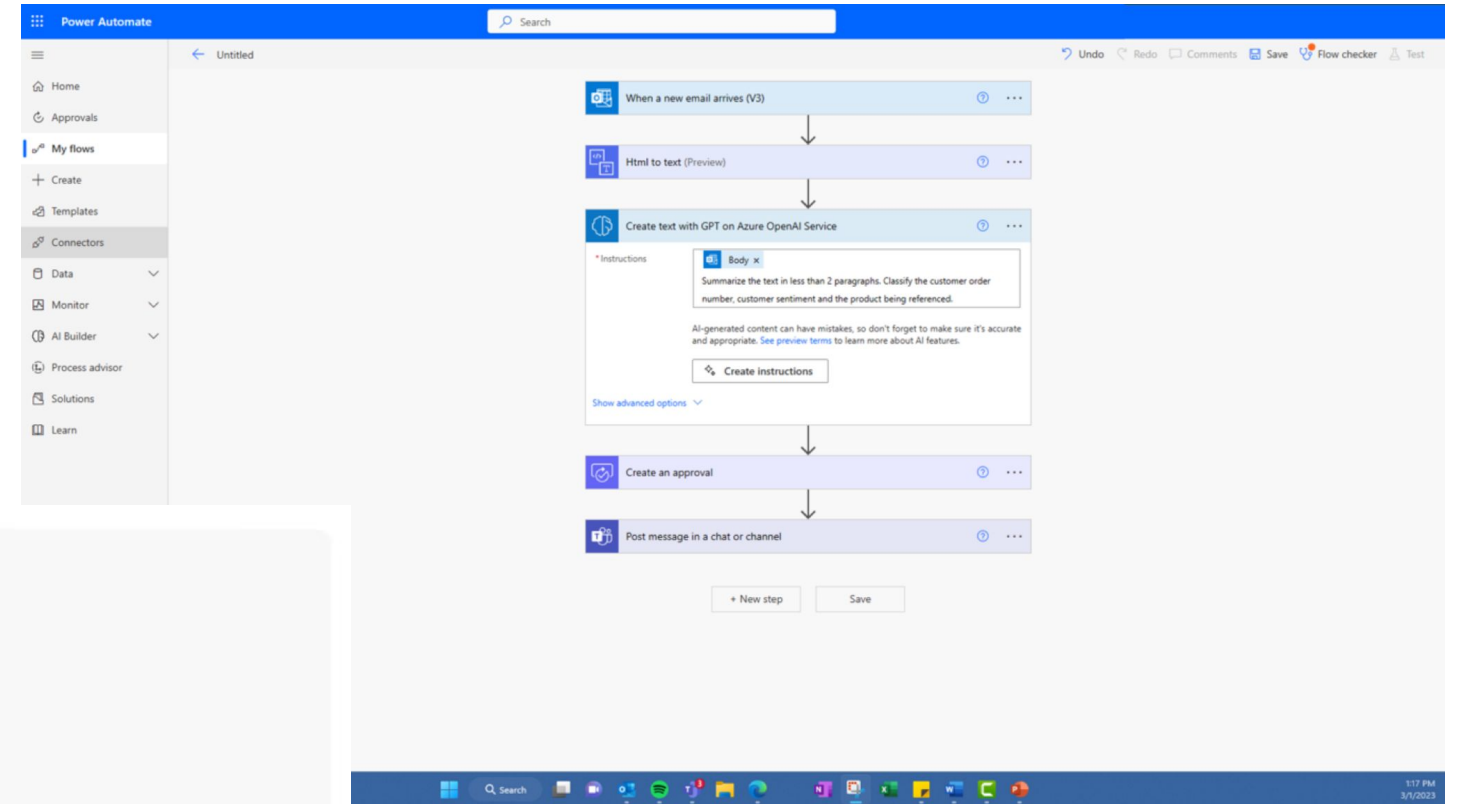 Power Automate
Search
Untitled
Undo
Redo
Comments
Save
Flow checker
Test
Home
Approvals
My flows
Create
Templates
Connectors
Data
Monitor
AI Builder
Process advisor
Solutions
Learn
When a new email arrives (V3)
Html to text (Preview)
Create text with GPT on Azure OpenAI Service
* Instructions
Body ×
Summarize the text in less than 2 paragraphs. Classify the customer order
number, customer sentiment and the product being referenced.
AI-generated content can have mistakes, so don't forget to make sure it's accurate
and appropriate. See preview terms to learn more about AI features.
Create instructions
Show advanced options
Create an approval
Post message in a chat or channel
+ New step
Save
Search
1:17 PM
3/1/2023